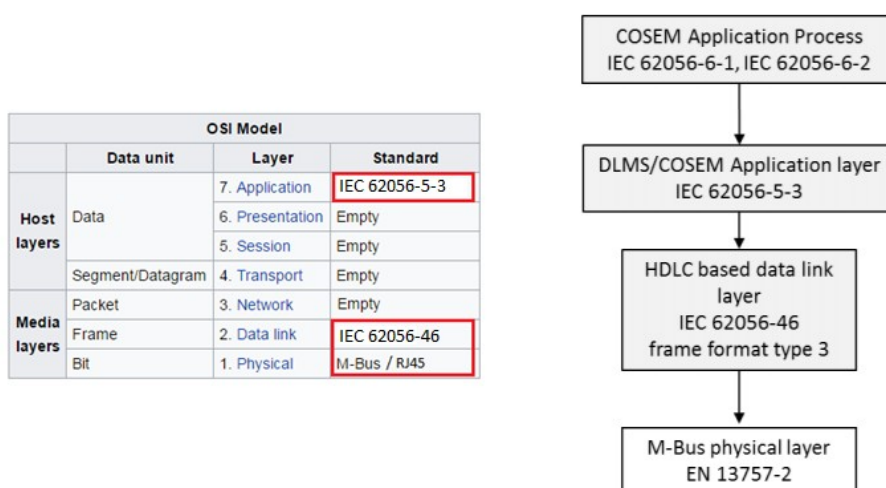 OSI Model
Data unit Layer Standard
Host layers
Data
7. Application IEC 62056-5-3
6. Presentation Empty
5. Session Empty
Segment/Datagram 4. Transport Empty
Media layers
Packet 3. Network Empty
Frame 2. Data link IEC 62056-46
Bit 1. Physical M-Bus / RJ45
COSEM Application Process
IEC 62056-6-1, IEC 62056-6-2
DLMS/COSEM Application layer
IEC 62056-5-3
HDLC based data link
layer
IEC 62056-46
frame format type 3
M-Bus physical layer
EN 13757-2